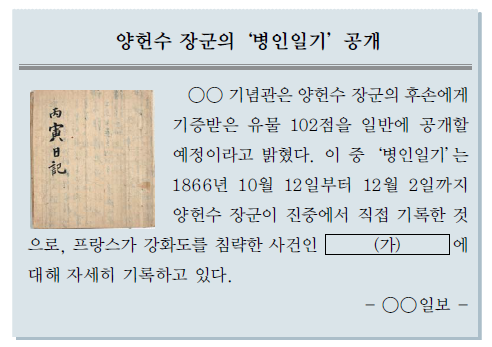 양헌수 장군의 ‘병인일기’ 공개
丙寅日記
○○ 기념관은 양헌수 장군의 후손에게
기증받은 유물 102점을 일반에 공개할
예정이라고 밝혔다. 이 중 ‘병인일기’는
1866년 10월 12일부터 12월 2일까지
양헌수 장군이 진중에서 직접 기록한 것
으로, 프랑스가 강화도를 침략한 사건인 (가) 에
대해 자세히 기록하고 있다.
- ○○일보 -